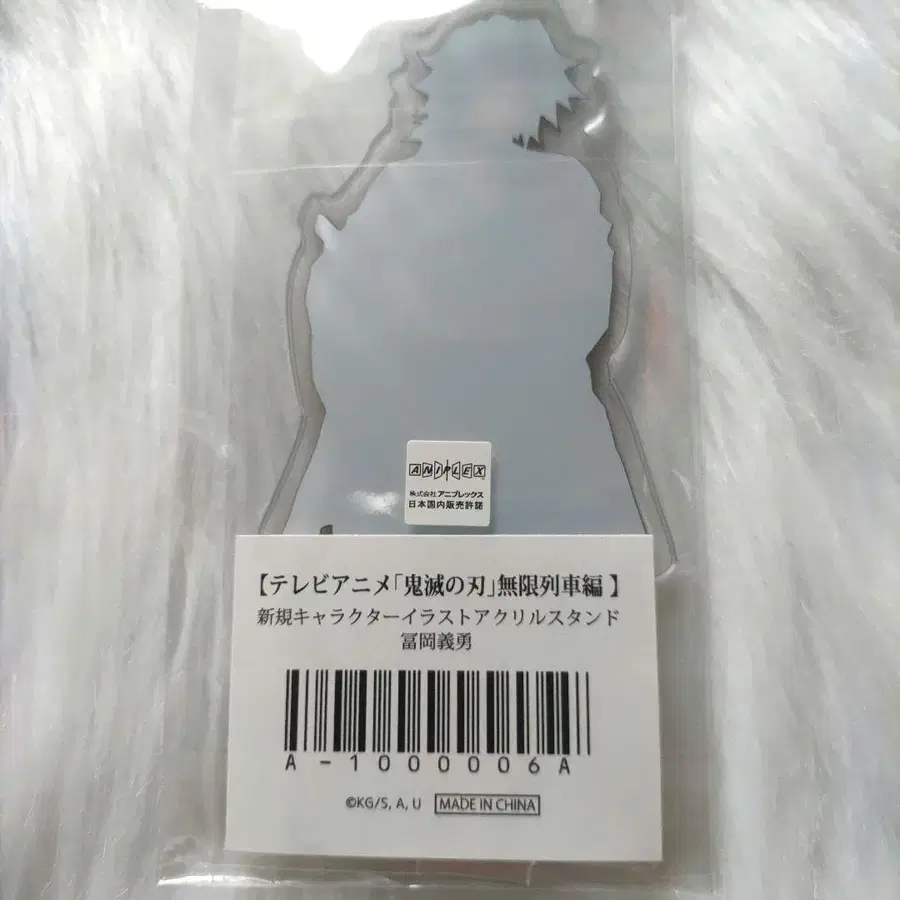 ANIPLEX
株式会社 アニプレックス
日本国内販売許諾
【テレビアニメ「鬼滅の刃」無限列車編】
新規キャラクターイラストアクリルスタンド
冨岡義勇
A-1000006A
©KG/S, A, U MADE IN CHINA